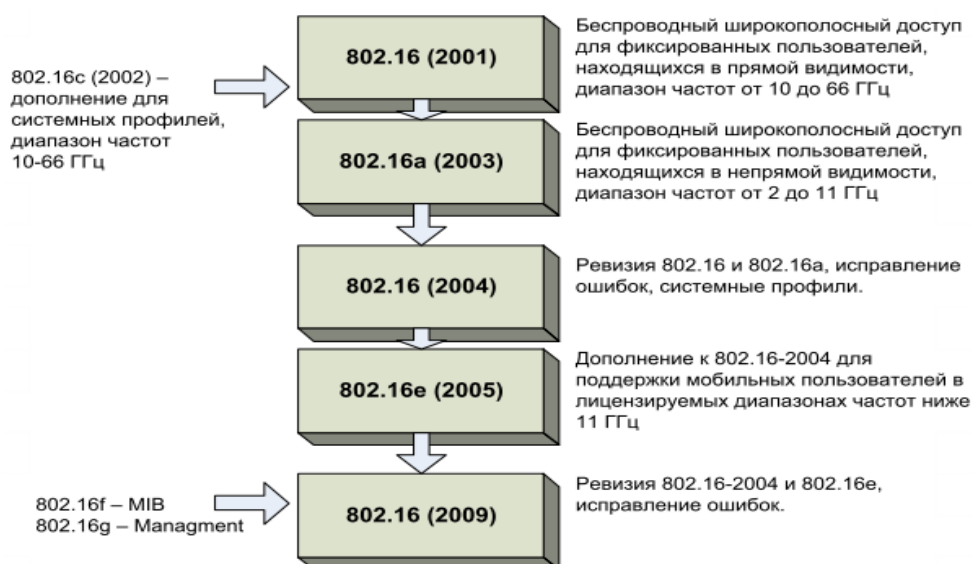 802.16 (2001)
Беспроводный широкополосный доступ
для фиксированных пользователей,
находящихся в прямой видимости,
диапазон частот от 10 до 66 ГГц
802.16c (2002) –
дополнение для
системных профилей,
диапазон частот
10-66 ГГц
802.16a (2003)
Беспроводный широкополосный доступ
для фиксированных пользователей,
находящихся в непрямой видимости,
диапазон частот от 2 до 11 ГГц
802.16 (2004)
Ревизия 802.16 и 802.16a, исправление
ошибок, системные профили.
802.16e (2005)
Дополнение к 802.16-2004 для
поддержки мобильных пользователей в
лицензируемых диапазонах частот ниже
11 ГГц
802.16f – MIB
802.16g – Managment
802.16 (2009)
Ревизия 802.16-2004 и 802.16e,
исправление ошибок.